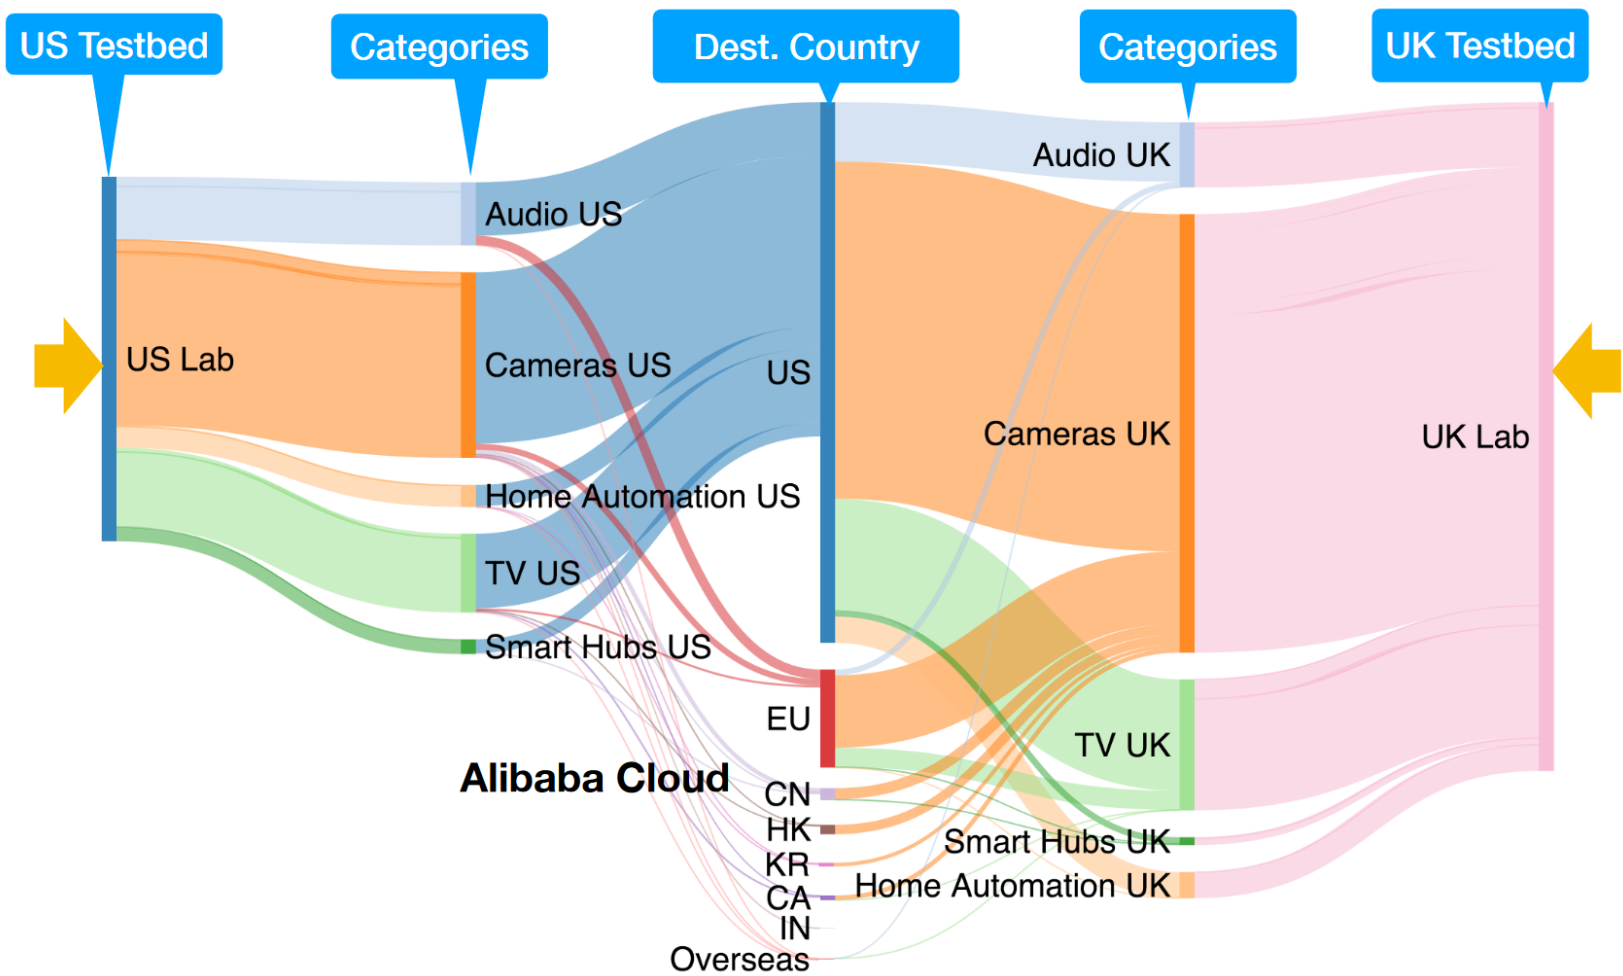 US Testbed
Categories
Dest. Country
Categories
UK Testbed
Audio UK
Audio US
US Lab
Cameras US
US
Cameras UK
UK Lab
Home Automation US
TV US
Smart Hubs US
EU
TV UK
Alibaba Cloud
CN
HK
Smart Hubs UK
KR
Home Automation UK
CA
IN
Overseas